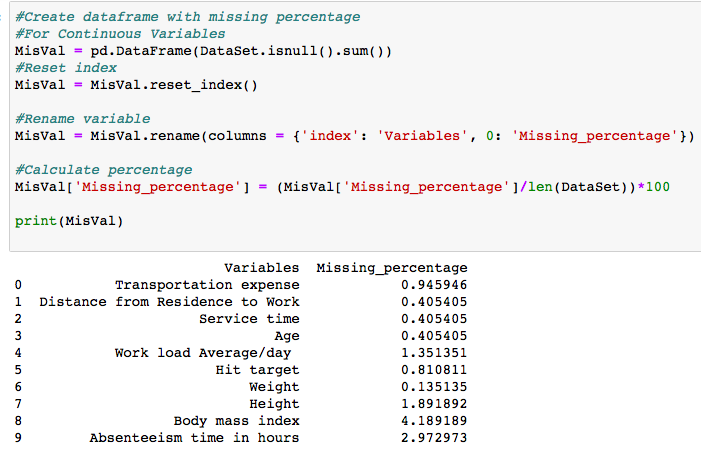 #Create dataframe with missing percentage
#For Continuous Variables
MisVal = pd.DataFrame(DataSet.isnull().sum())
#Reset index
MisVal = MisVal.reset_index()
#Rename variable
MisVal = MisVal.rename(columns = {'index': 'Variables', 0: 'Missing_percentage'})
#Calculate percentage
MisVal['Missing_percentage'] = (MisVal['Missing_percentage']/len(DataSet))*100
print(MisVal)
Variables Missing_percentage
0 Transportation expense 0.945946
1 Distance from Residence to Work 0.405405
2 Service time 0.405405
3 Age 0.405405
4 Work load Average/day 1.351351
5 Hit target 0.810811
6 Weight 0.135135
7 Height 1.891892
8 Body mass index 4.189189
9 Absenteeism time in hours 2.972973